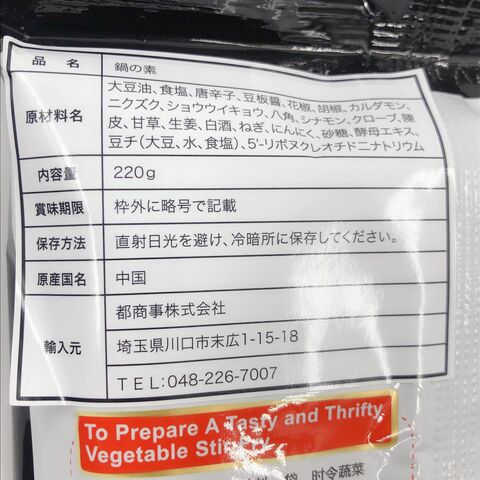 品名 鍋の素
原材料名 大豆油、食塩、唐辛子、豆板醤、花椒、胡椒、カルダモン、
ニクズク、ショウウイキョウ、八角、シナモン、クローブ、陳
皮、甘草、生姜、白酒、ねぎ、にんにく、砂糖、酵母エキス、
豆チ(大豆、水、食塩)、5'-リボヌクレオチドニナトリウム
内容量 220g
賞味期限 枠外に略号で記載
保存方法 直射日光を避け、冷暗所に保存してください。
原産国名 中国
輸入元 都商事株式会社
埼玉県川口市末広1-15-18
TEL:048-226-7007
To Prepare A Tasty and Thrifty
Vegetable Stir
袋 时令蔬菜